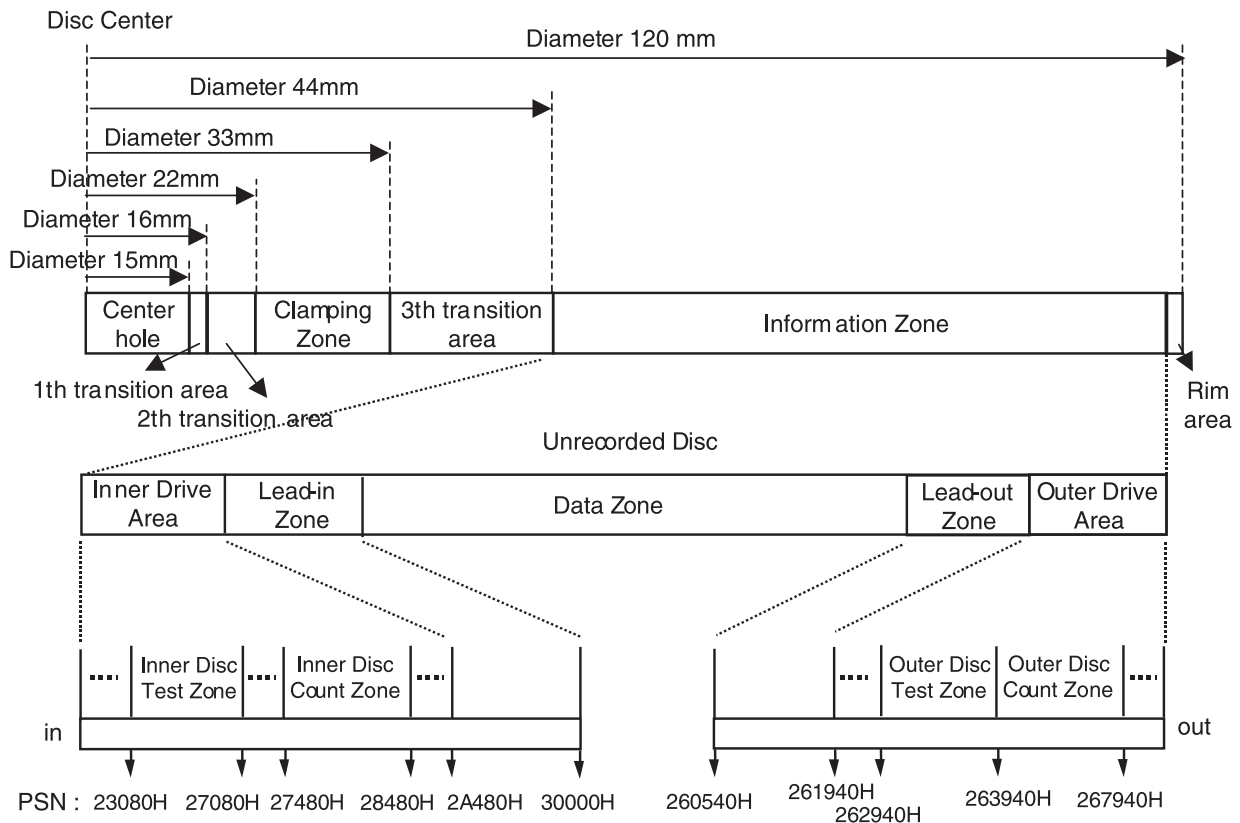 Disc Center
Diameter 120 mm
Diameter 44mm
Diameter 33mm
Diameter 22mm
Diameter 16mm
Diameter 15mm
Center
hole
Clamping
Zone
3th transition
area
Information Zone
1th transition area
2th transition area
Rim
area
Unrecorded Disc
Inner Drive
Area
Lead-in
Zone
Data Zone
Lead-out
Zone
Outer Drive
Area
Inner Disc
Test Zone
Inner Disc
Count Zone
Outer Disc
Test Zone
Outer Disc
Count Zone
in
out
PSN : 23080H 27080H 27480H 28480H 2A480H 30000H 260540H 261940H 262940H 263940H 267940H